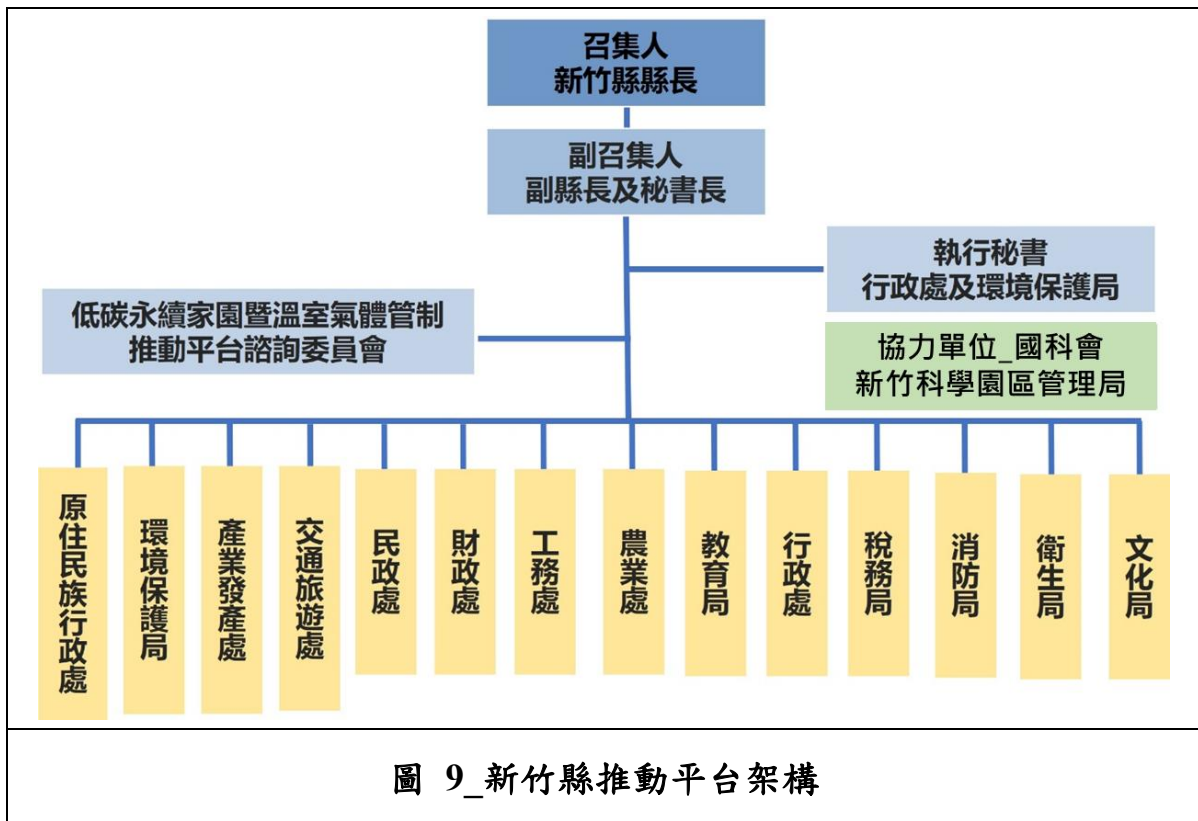 召集人
新竹縣縣長
副召集人
副縣長及秘書長
執行秘書
行政處及環境保護局
低碳永續家園暨溫室氣體管制
推動平台諮詢委員會
協力單位_國科會
新竹科學園區管理局
原住民族行政處
環境保護局
產業發產處
交通旅遊處
民政處
財政處
工務處
農業處
教育局
行政處
稅務局
消防局
衛生局
文化局
圖 9_新竹縣推動平台架構